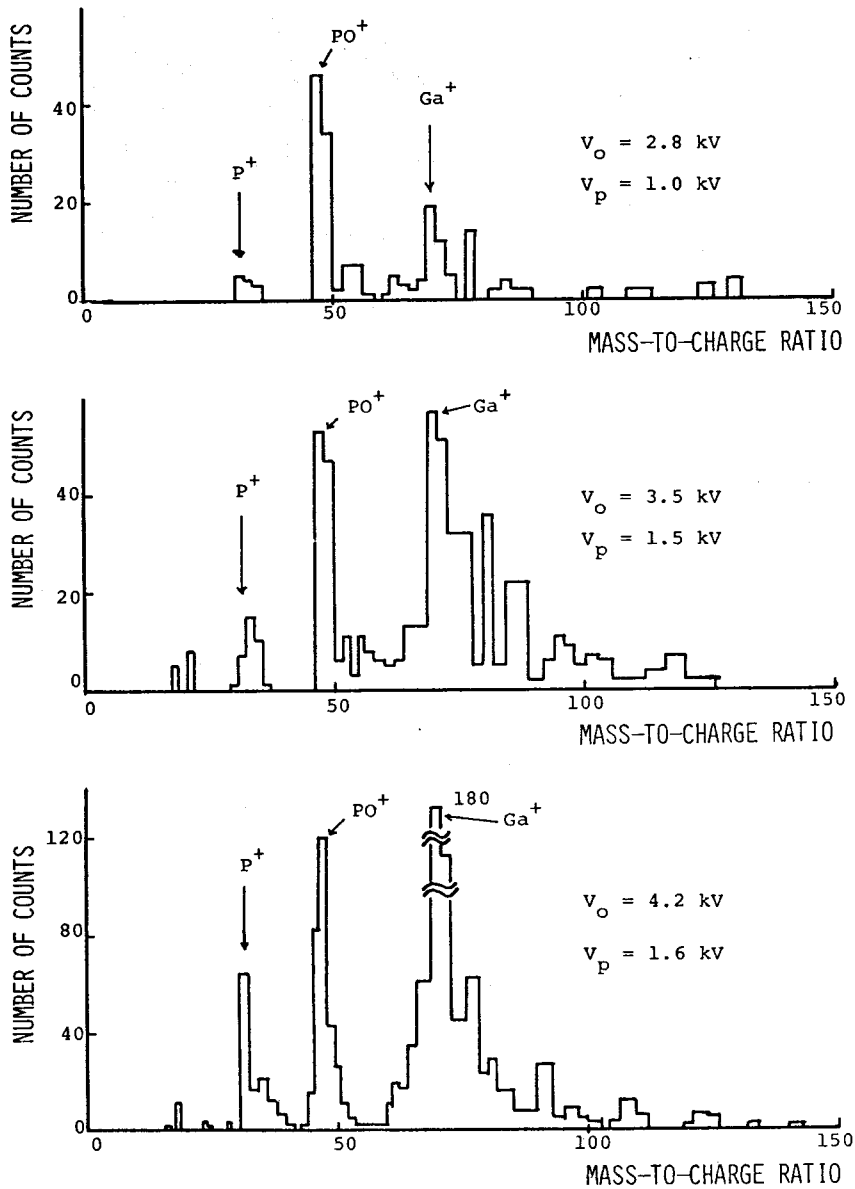 NUMBER OF COUNTS
40
20
0
P+
PO+
Ga+
Vo = 2.8 kV
Vp = 1.0 kV
0 50 100 150
MASS-TO-CHARGE RATIO
NUMBER OF COUNTS
40
20
0
P+
PO+
Ga+
Vo = 3.5 kV
Vp = 1.5 kV
0 50 100 150
MASS-TO-CHARGE RATIO
NUMBER OF COUNTS
120
80
40
0
P+
PO+
180
Ga+
Vo = 4.2 kV
Vp = 1.6 kV
0 50 100 150
MASS-TO-CHARGE RATIO